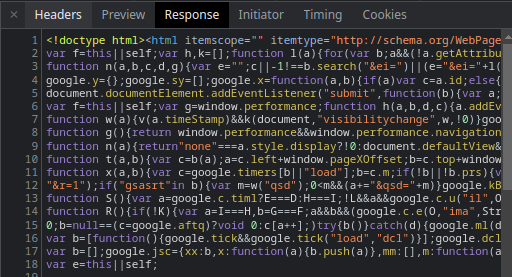 Headers Preview Response Initiator Timing Cookies
1 <!doctype html><html itemscope="" itemtype="http://schema.org/WebPage
2 var f=this||self;var h,k=[];function l(a){for(var b;a&&(!a.getAttribu
3 function n(a,b,c,d,g){var e="";c||-1!==b.search("&ei=")||(e="&ei="+l(
4 google.y={};google.sy=[];google.x=function(a,b){if(a)var c=a.id;else{
5 document.documentElement.addEventListener("submit",function(b){var a;
6 var f=this||self;var g=window.performance;function h(a,b,d,c){a.addEv
7 function w(a){v(a.timeStamp)&&k(document,"visibilitychange",w,!0)}goo
8 function g(){return window.performance&&window.performance.navigation
9 function n(a){return"none"===a.style.display?!0:document.defaultView&
10 function t(a,b){var c=b(a);a=c.left+window.pageXOffset;b=c.top+window
11 function x(a,b){var c=google.timers[b||"load"];b=c.m;if(!b||!b.prs){v
12 "&r=1");if("gsasrt"in b){var m=w("qsd");0<m&&(a+="&qsd="+m)}google.kB
13 function S(){var a=google.c.timl?E===D:H===I;!L&&a&&google.c.u("il",O
14 function R(){if(!K){var a=I===H,b=G===F;a&&b&&(google.c.e(O,"ima",Str
15 0;b=null==(c=google.aftq)?void 0:c[a++];)try{b()}catch(d){google.ml(d
16 var b=[function(){google.tick&&google.tick("load","dcl")}];google.dcl
17 var b=[];google.jsc={xx:b,x:function(a){b.push(a)},mm:[],m:function(a
18 var e=this||self;